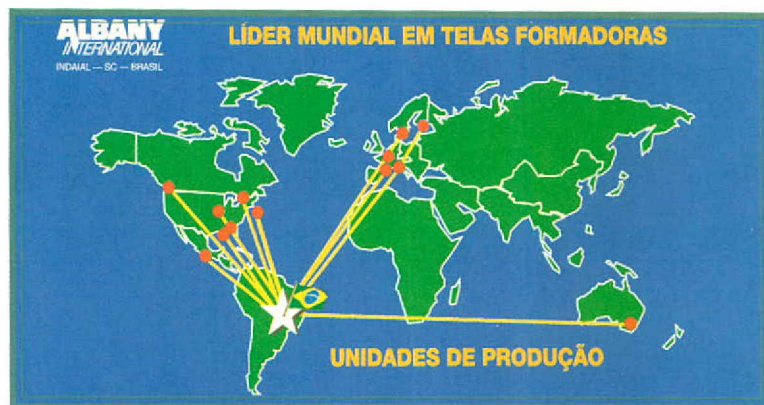 ALBANY
INTERNATIONAL
INDAIAL — SC — BRASIL
LÍDER MUNDIAL EM TELAS FORMADORAS
UNIDADES DE PRODUÇÃO